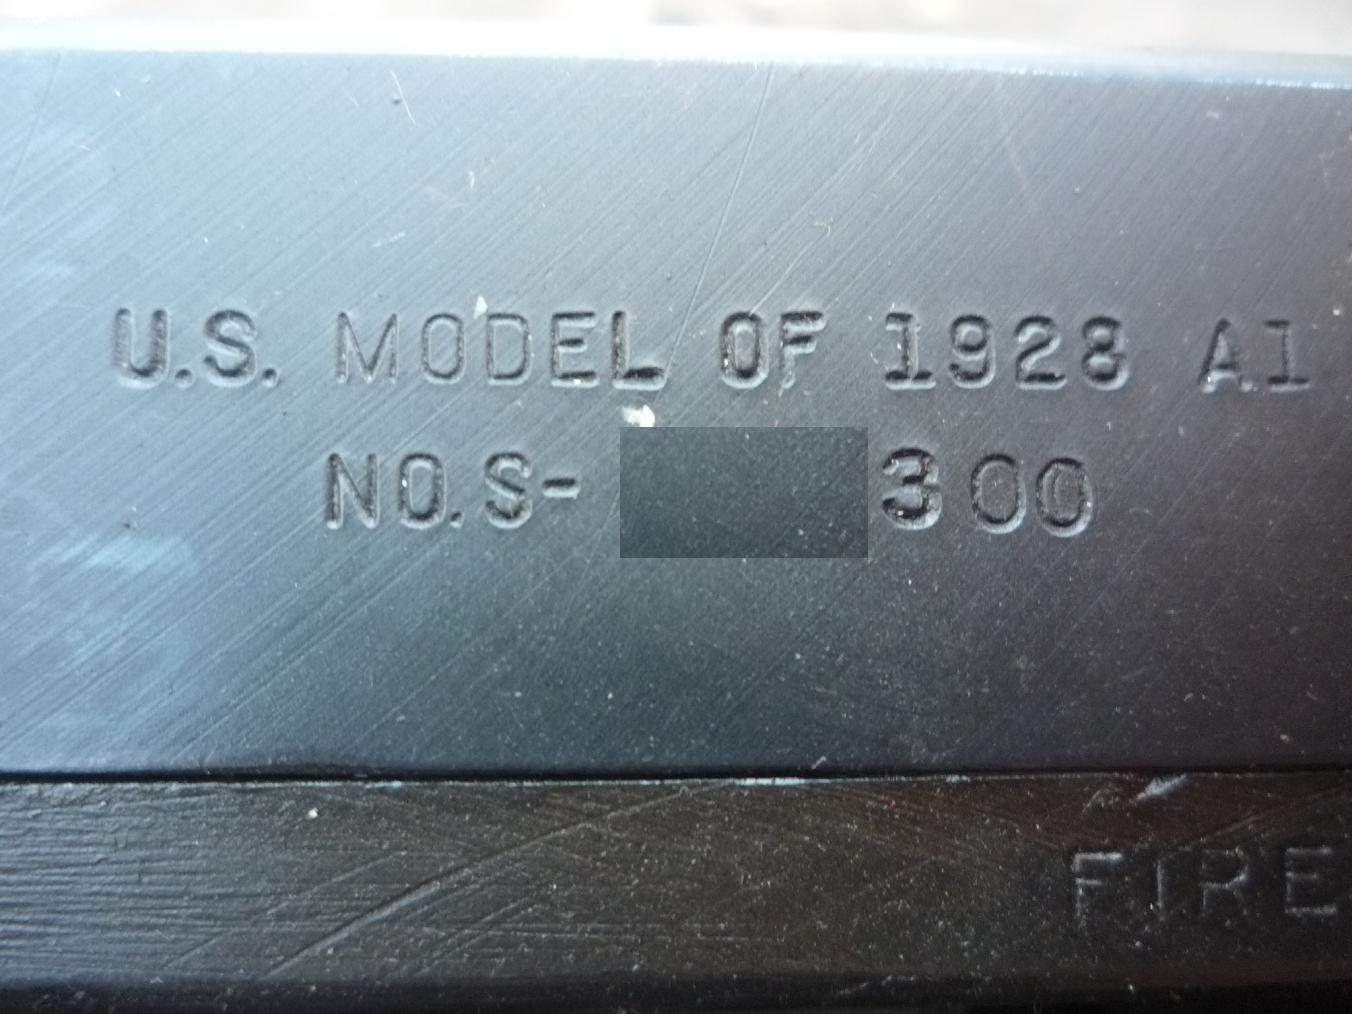 U.S. MODEL OF 1928 A1
NO.S- 300
FIRE